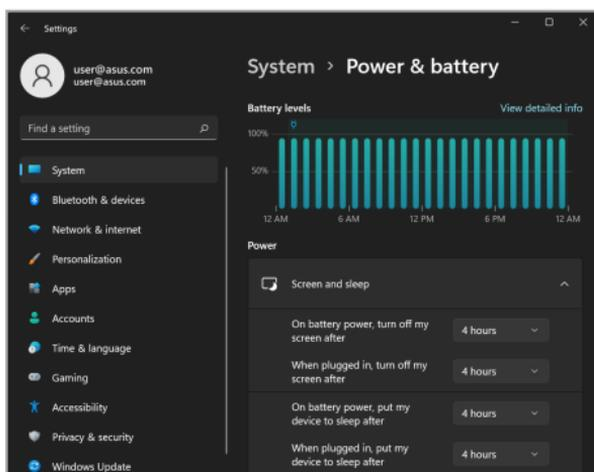 Settings
user@asus.com
user@asus.com
Find a setting
System
Bluetooth & devices
Network & internet
Personalization
Apps
Accounts
Time & language
Gaming
Accessibility
Privacy & security
Windows Update
System > Power & battery
Battery levels
View detailed info
100%
50%
12 AM
6 AM
12 PM
6 PM
12 AM
Power
Screen and sleep
On battery power, turn off my
screen after
4 hours
When plugged in, turn off my
screen after
4 hours
On battery power, put my
device to sleep after
4 hours
When plugged in, put my
device to sleep after
4 hours